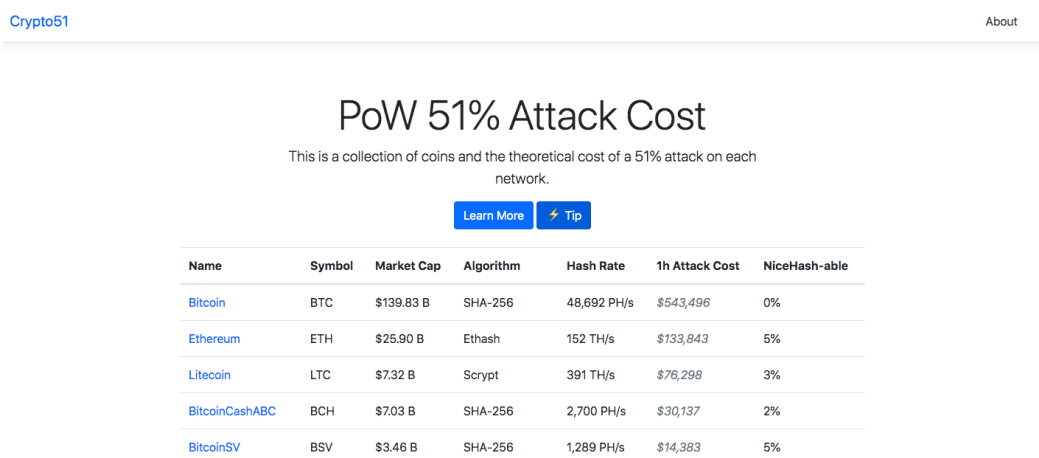 Crypto51 About
PoW 51% Attack Cost
This is a collection of coins and the theoretical cost of a 51% attack on each
network.
Learn More ⚡ Tip
Name Symbol Market Cap Algorithm Hash Rate 1h Attack Cost NiceHash-able
Bitcoin BTC $139.83 B SHA-256 48,692 PH/s $543,496 0%
Ethereum ETH $25.90 B Ethash 152 TH/s $133,843 5%
Litecoin LTC $7.32 B Scrypt 391 TH/s $76,298 3%
BitcoinCashABC BCH $7.03 B SHA-256 2,700 PH/s $30,137 2%
BitcoinSV BSV $3.46 B SHA-256 1,289 PH/s $14,383 5%